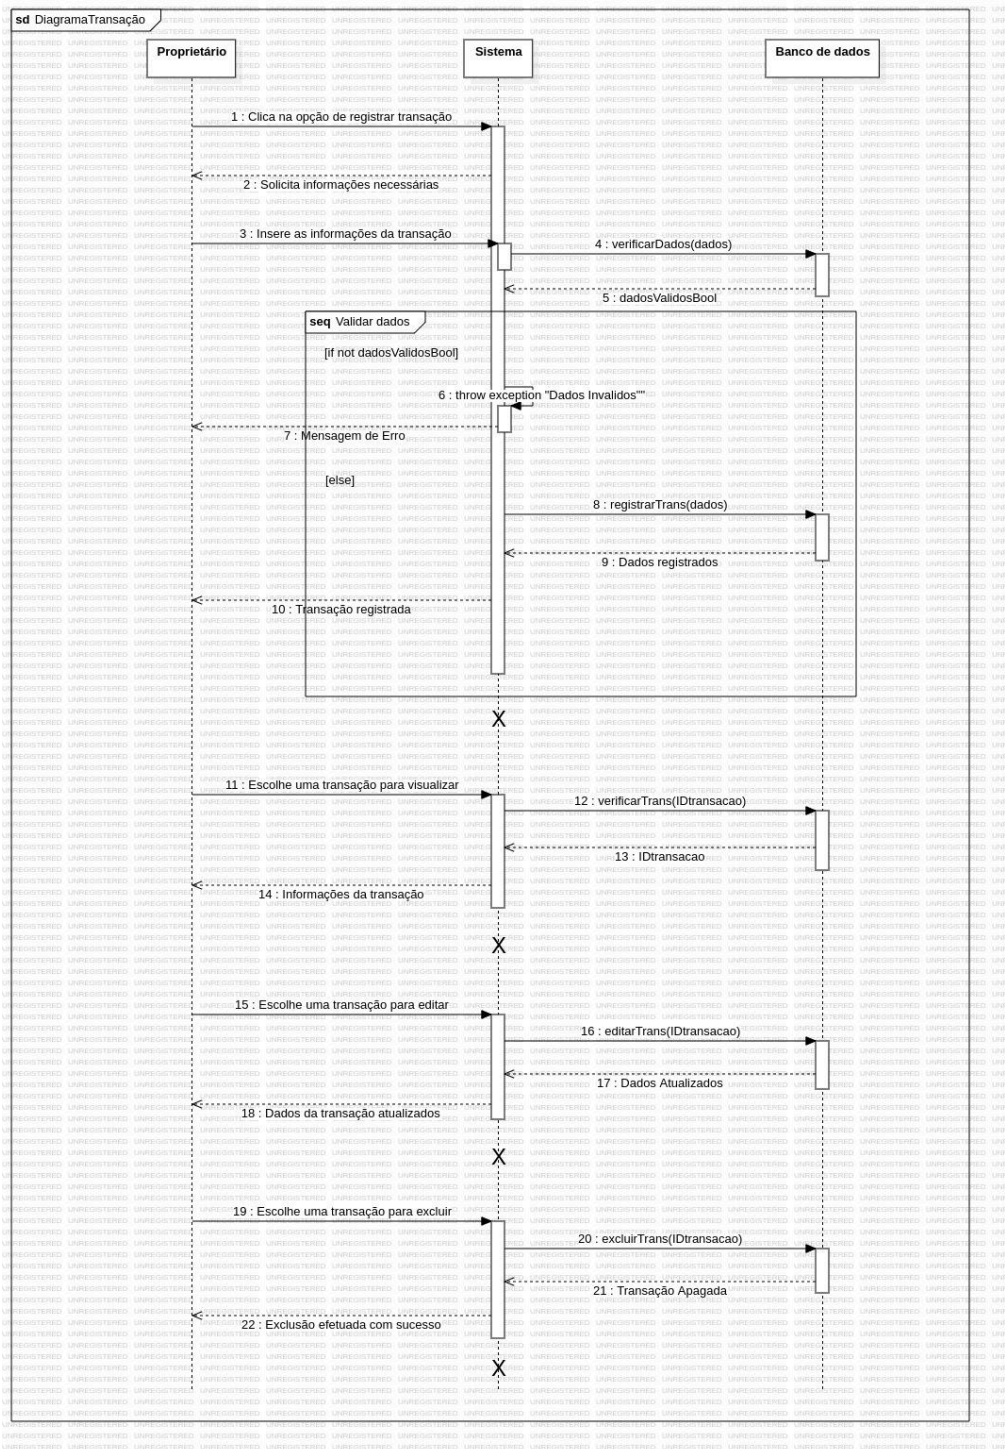 sd DiagramaTransação
Proprietário
Sistema
Banco de dados
1 : Clica na opção de registrar transação
2 : Solicita informações necessárias
3 : Insere as informações da transação
4 : verificarDados(dados)
5 : dadosValidosBool
seq Validar dados
[if not dadosValidosBool]
6 : throw exception "Dados Invalidos""
7 : Mensagem de Erro
[else]
8 : registrarTrans(dados)
9 : Dados registrados
10 : Transação registrada
X
11 : Escolhe uma transação para visualizar
12 : verificarTrans(IDtransacao)
13 : IDtransacao
14 : Informações da transação
X
15 : Escolhe uma transação para editar
16 : editarTrans(IDtransacao)
17 : Dados Atualizados
18 : Dados da transação atualizados
X
19 : Escolhe uma transação para excluir
20 : excluirTrans(IDtransacao)
21 : Transação Apagada
22 : Exclusão efetuada com sucesso
X
UNREGISTERED